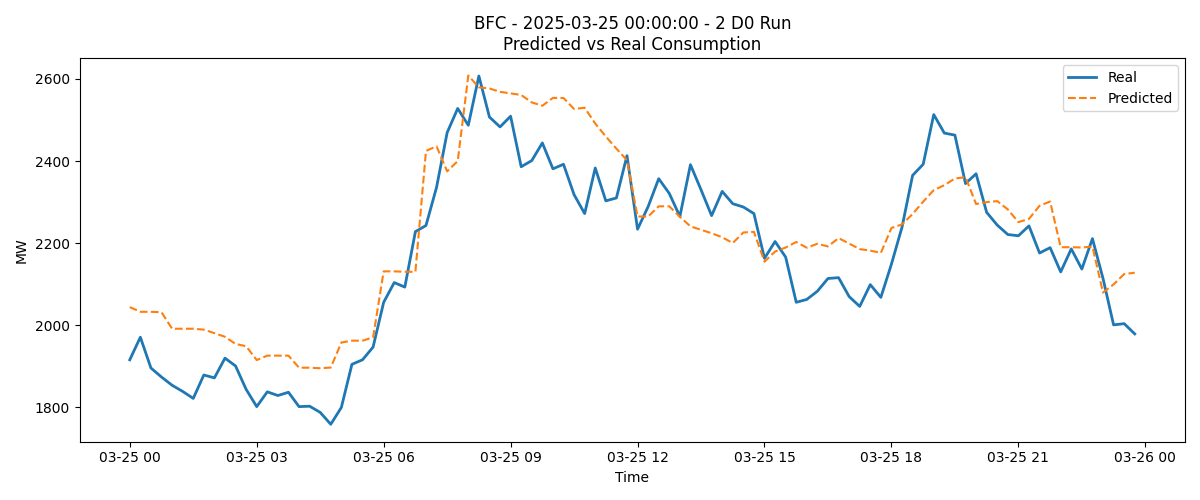 BFC - 2025-03-25 00:00:00 - 2 D0 Run
Predicted vs Real Consumption
Real
Predicted
MW
2600
2400
2200
2000
1800
03-25 00
03-25 03
03-25 06
03-25 09
03-25 12
03-25 15
03-25 18
03-25 21
03-26 00
Time